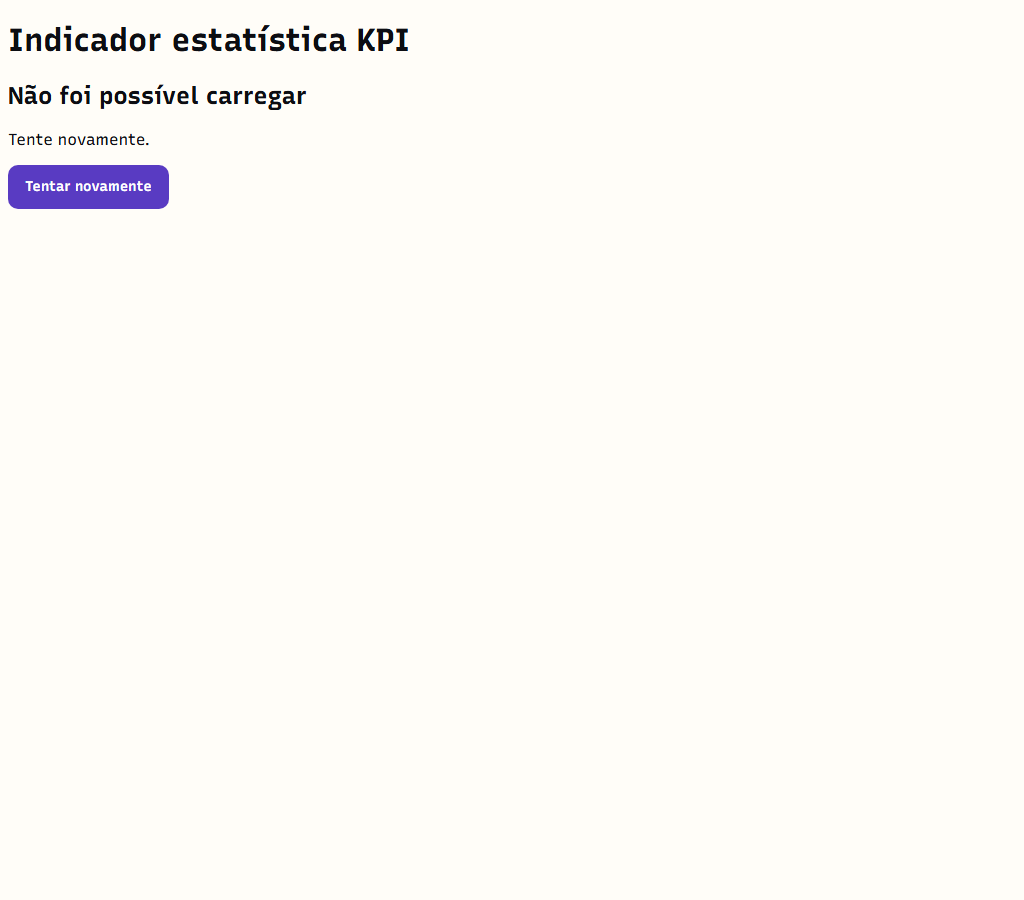 Indicador estatística KPI
Não foi possível carregar
Tente novamente.
Tentar novamente